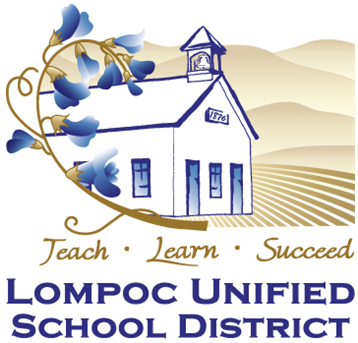 1876
Teach · Learn · Succeed
LOMPOC UNIFIED
SCHOOL DISTRICT